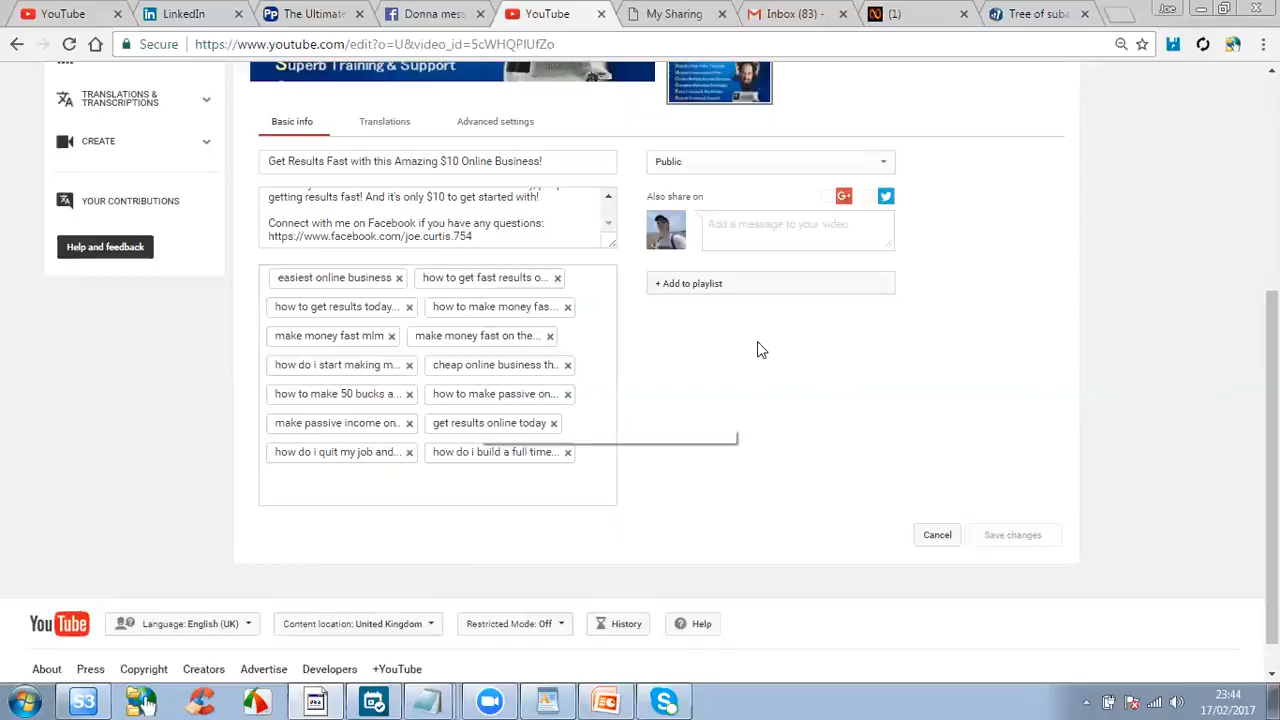 YouTube
LinkedIn
Ultimate
Donna mes
YouTube
My Sharing
Inbox (83)
(1)
Tree of suba
Joe
Secure
https://www.youtube.com/edit?o=U&video_id=5cWHQPIUfZo
Superb Training & Support
TRANSLATIONS &
TRANSCRIPTIONS
CREATE
YOUR CONTRIBUTIONS
Help and feedback
Basic info
Translations
Advanced settings
Get Results Fast with this Amazing $10 Online Business!
Public
getting results fast! And it's only $10 to get started with!
Connect with me on Facebook if you have any questions:
https://www.facebook.com/joe.curtis.754
Also share on
Add a message to your video.
+ Add to playlist
easiest online business
how to get fast results o...
how to get results today...
how to make money fas...
make money fast mlm
make money fast on the...
how do i start making m...
cheap online business th...
how to make 50 bucks a...
how to make passive on...
make passive income on..
get results online today
how do i quit my job and...
how do i build a full time...
Cancel
Save changes
YouTube
Language: English (UK)
Content location: United Kingdom
Restricted Mode: Off
History
Help
About
Press
Copyright
Creators
Advertise
Developers
+YouTube
23:44
17/02/2017